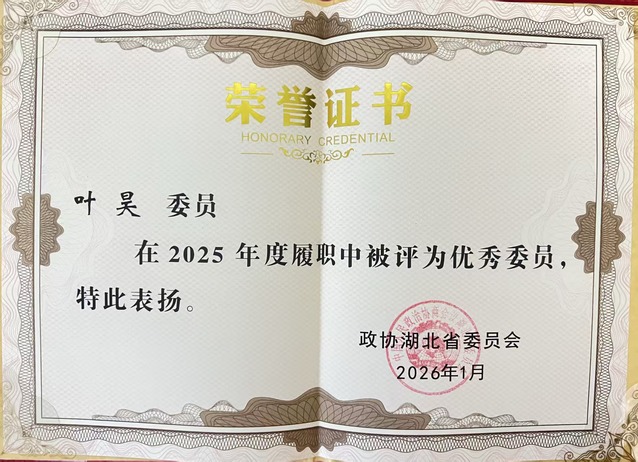 荣誉证书
HONORARY CREDENTIAL
叶昊 委员
在2025年度履职中被评为优秀委员，
特此表扬。
政协湖北省委员会
2026年1月